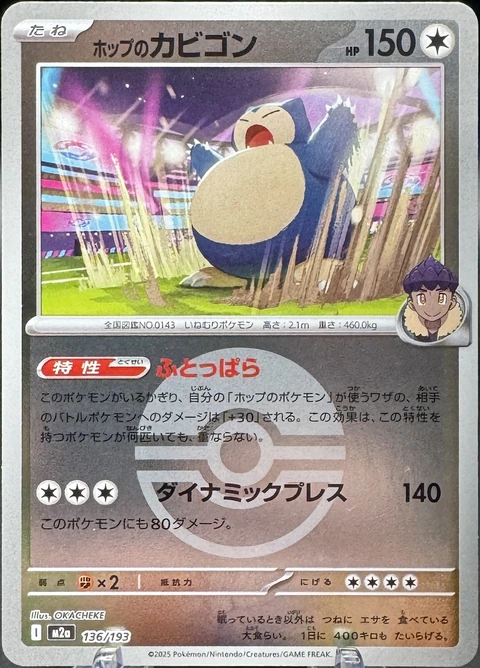 たね
ホップのカビゴン HP 150
全国図鑑NO.0143 いねむりポケモン 高さ:2.1m 重さ:460.0kg
特性 とくせい ふとっぱら
このポケモンがいるかぎり、自分の「ホップのポケモン」が使うワザの、相手
のバトルポケモンへのダメージは「+30」される。この効果は、この特性を
持つポケモンが何匹いても、重ならない。
ダイナミックプレス 140
このポケモンにも80ダメージ。
弱点 ×2 抵抗力 にげる
Illus. OKACHEKE
I M2a 136/193
眠っているとき以外は つねに エサを 食べている
大食らい。 1日に 400キロも たいらげる。
©2025 Pokémon/Nintendo/Creatures/GAME FREAK.